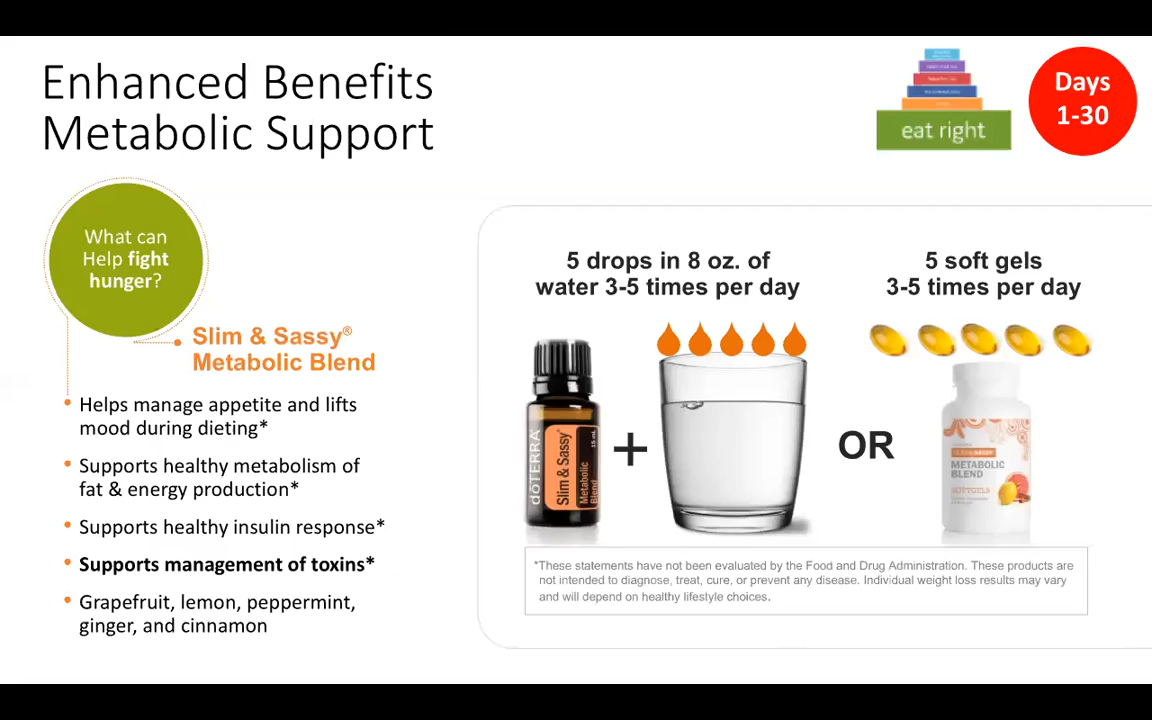 Enhanced Benefits
Metabolic Support
eat right
Days
1-30
What can
Help fight
hunger?
Slim & Sassy®
Metabolic Blend
• Helps manage appetite and lifts
mood during dieting*
• Supports healthy metabolism of
fat & energy production*
• Supports healthy insulin response*
• Supports management of toxins*
• Grapefruit, lemon, peppermint,
ginger, and cinnamon
5 drops in 8 oz. of
water 3-5 times per day
5 soft gels
3-5 times per day
dōTERRA
Slim & Sassy®
Metabolic
Blend
15 mL
+
OR
METABOLIC
BLEND
SOFTGELS
*These statements have not been evaluated by the Food and Drug Administration. These products are
not intended to diagnose, treat, cure, or prevent any disease. Individual weight loss results may vary
and will depend on healthy lifestyle choices.